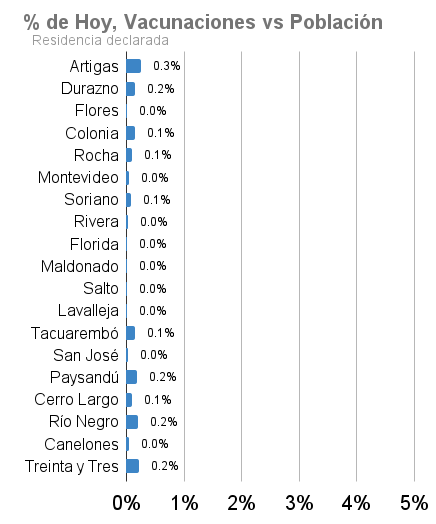 % de Hoy, Vacunaciones vs Población
Residencia declarada
Artigas 0.3%
Durazno 0.2%
Flores 0.0%
Colonia 0.1%
Rocha 0.1%
Montevideo 0.0%
Soriano 0.1%
Rivera 0.0%
Florida 0.0%
Maldonado 0.0%
Salto 0.0%
Lavalleja 0.0%
Tacuarembó 0.1%
San José 0.0%
Paysandú 0.2%
Cerro Largo 0.1%
Río Negro 0.2%
Canelones 0.0%
Treinta y Tres 0.2%
0% 1% 2% 3% 4% 5%